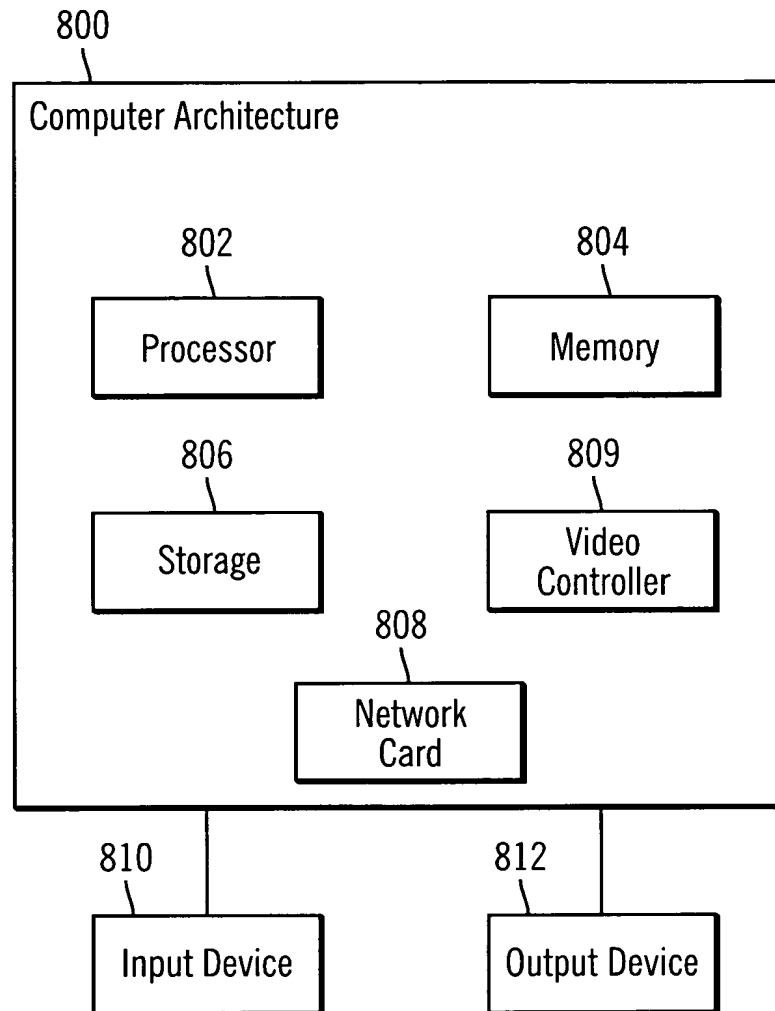 800
Computer Architecture
802
804
Processor
Memory
806
809
Storage
Video
Controller
808
Network
Card
810
812
Input Device
Output Device